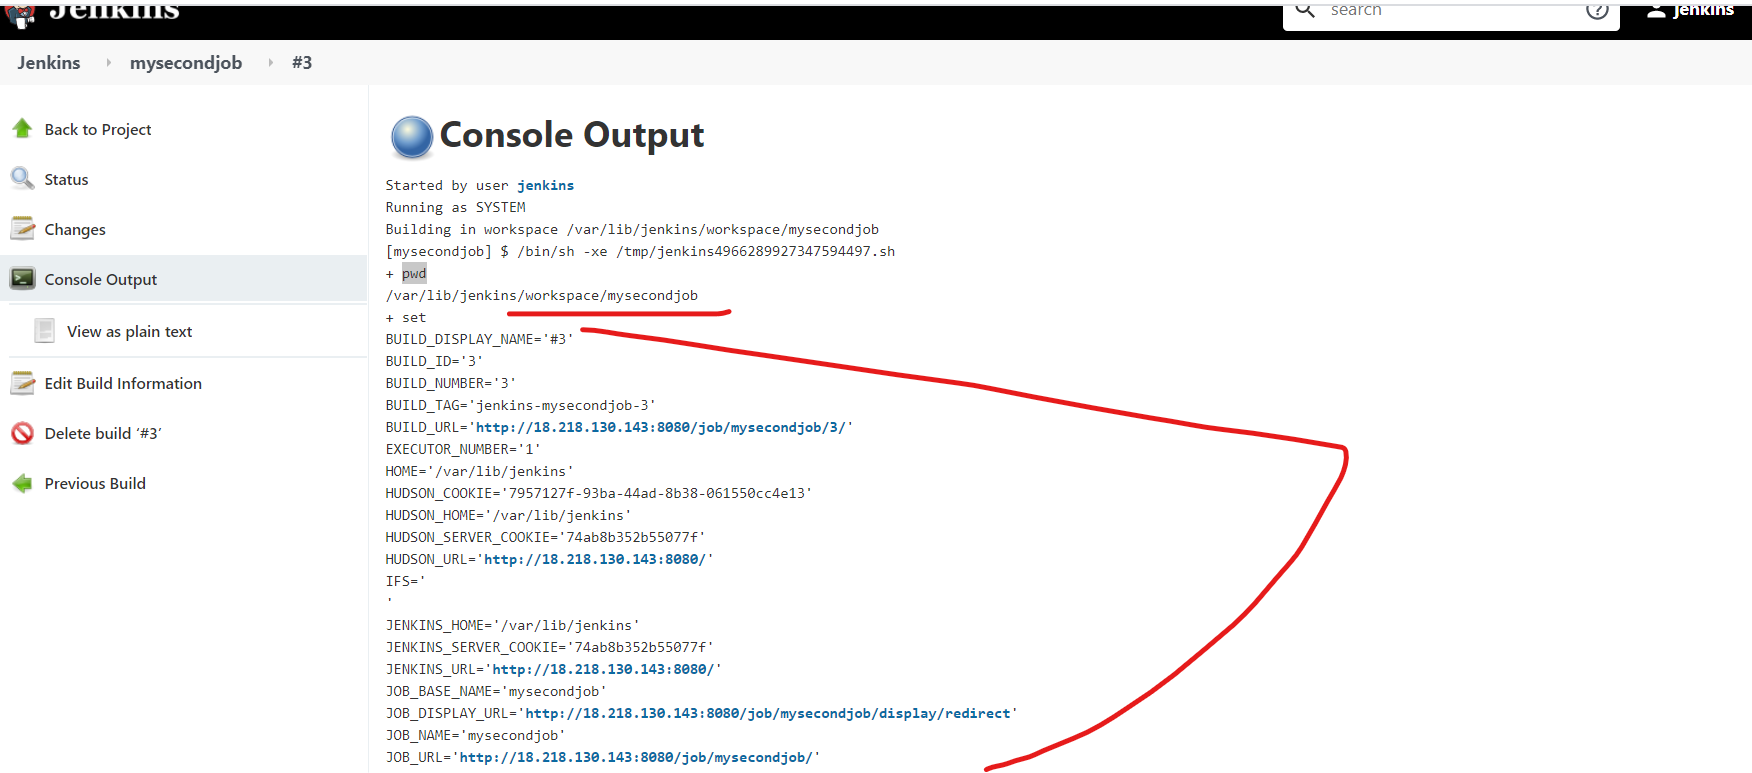 Jenkins
search
jenkins
Jenkins
mysecondjob
#3
Back to Project
Status
Changes
Console Output
View as plain text
Edit Build Information
Delete build ‘#3’
Previous Build
Console Output
Started by user jenkins
Running as SYSTEM
Building in workspace /var/lib/jenkins/workspace/mysecondjob
[mysecondjob] $ /bin/sh -xe /tmp/jenkins4966289927347594497.sh
+ pwd
/var/lib/jenkins/workspace/mysecondjob
+ set
BUILD_DISPLAY_NAME='#3'
BUILD_ID='3'
BUILD_NUMBER='3'
BUILD_TAG='jenkins-mysecondjob-3'
BUILD_URL='http://18.218.130.143:8080/job/mysecondjob/3/'
EXECUTOR_NUMBER='1'
HOME='/var/lib/jenkins'
HUDSON_COOKIE='7957127f-93ba-44ad-8b38-061550cc4e13'
HUDSON_HOME='/var/lib/jenkins'
HUDSON_SERVER_COOKIE='74ab8b352b55077f'
HUDSON_URL='http://18.218.130.143:8080/'
IFS='
'
JENKINS_HOME='/var/lib/jenkins'
JENKINS_SERVER_COOKIE='74ab8b352b55077f'
JENKINS_URL='http://18.218.130.143:8080/'
JOB_BASE_NAME='mysecondjob'
JOB_DISPLAY_URL='http://18.218.130.143:8080/job/mysecondjob/display/redirect'
JOB_NAME='mysecondjob'
JOB_URL='http://18.218.130.143:8080/job/mysecondjob/'